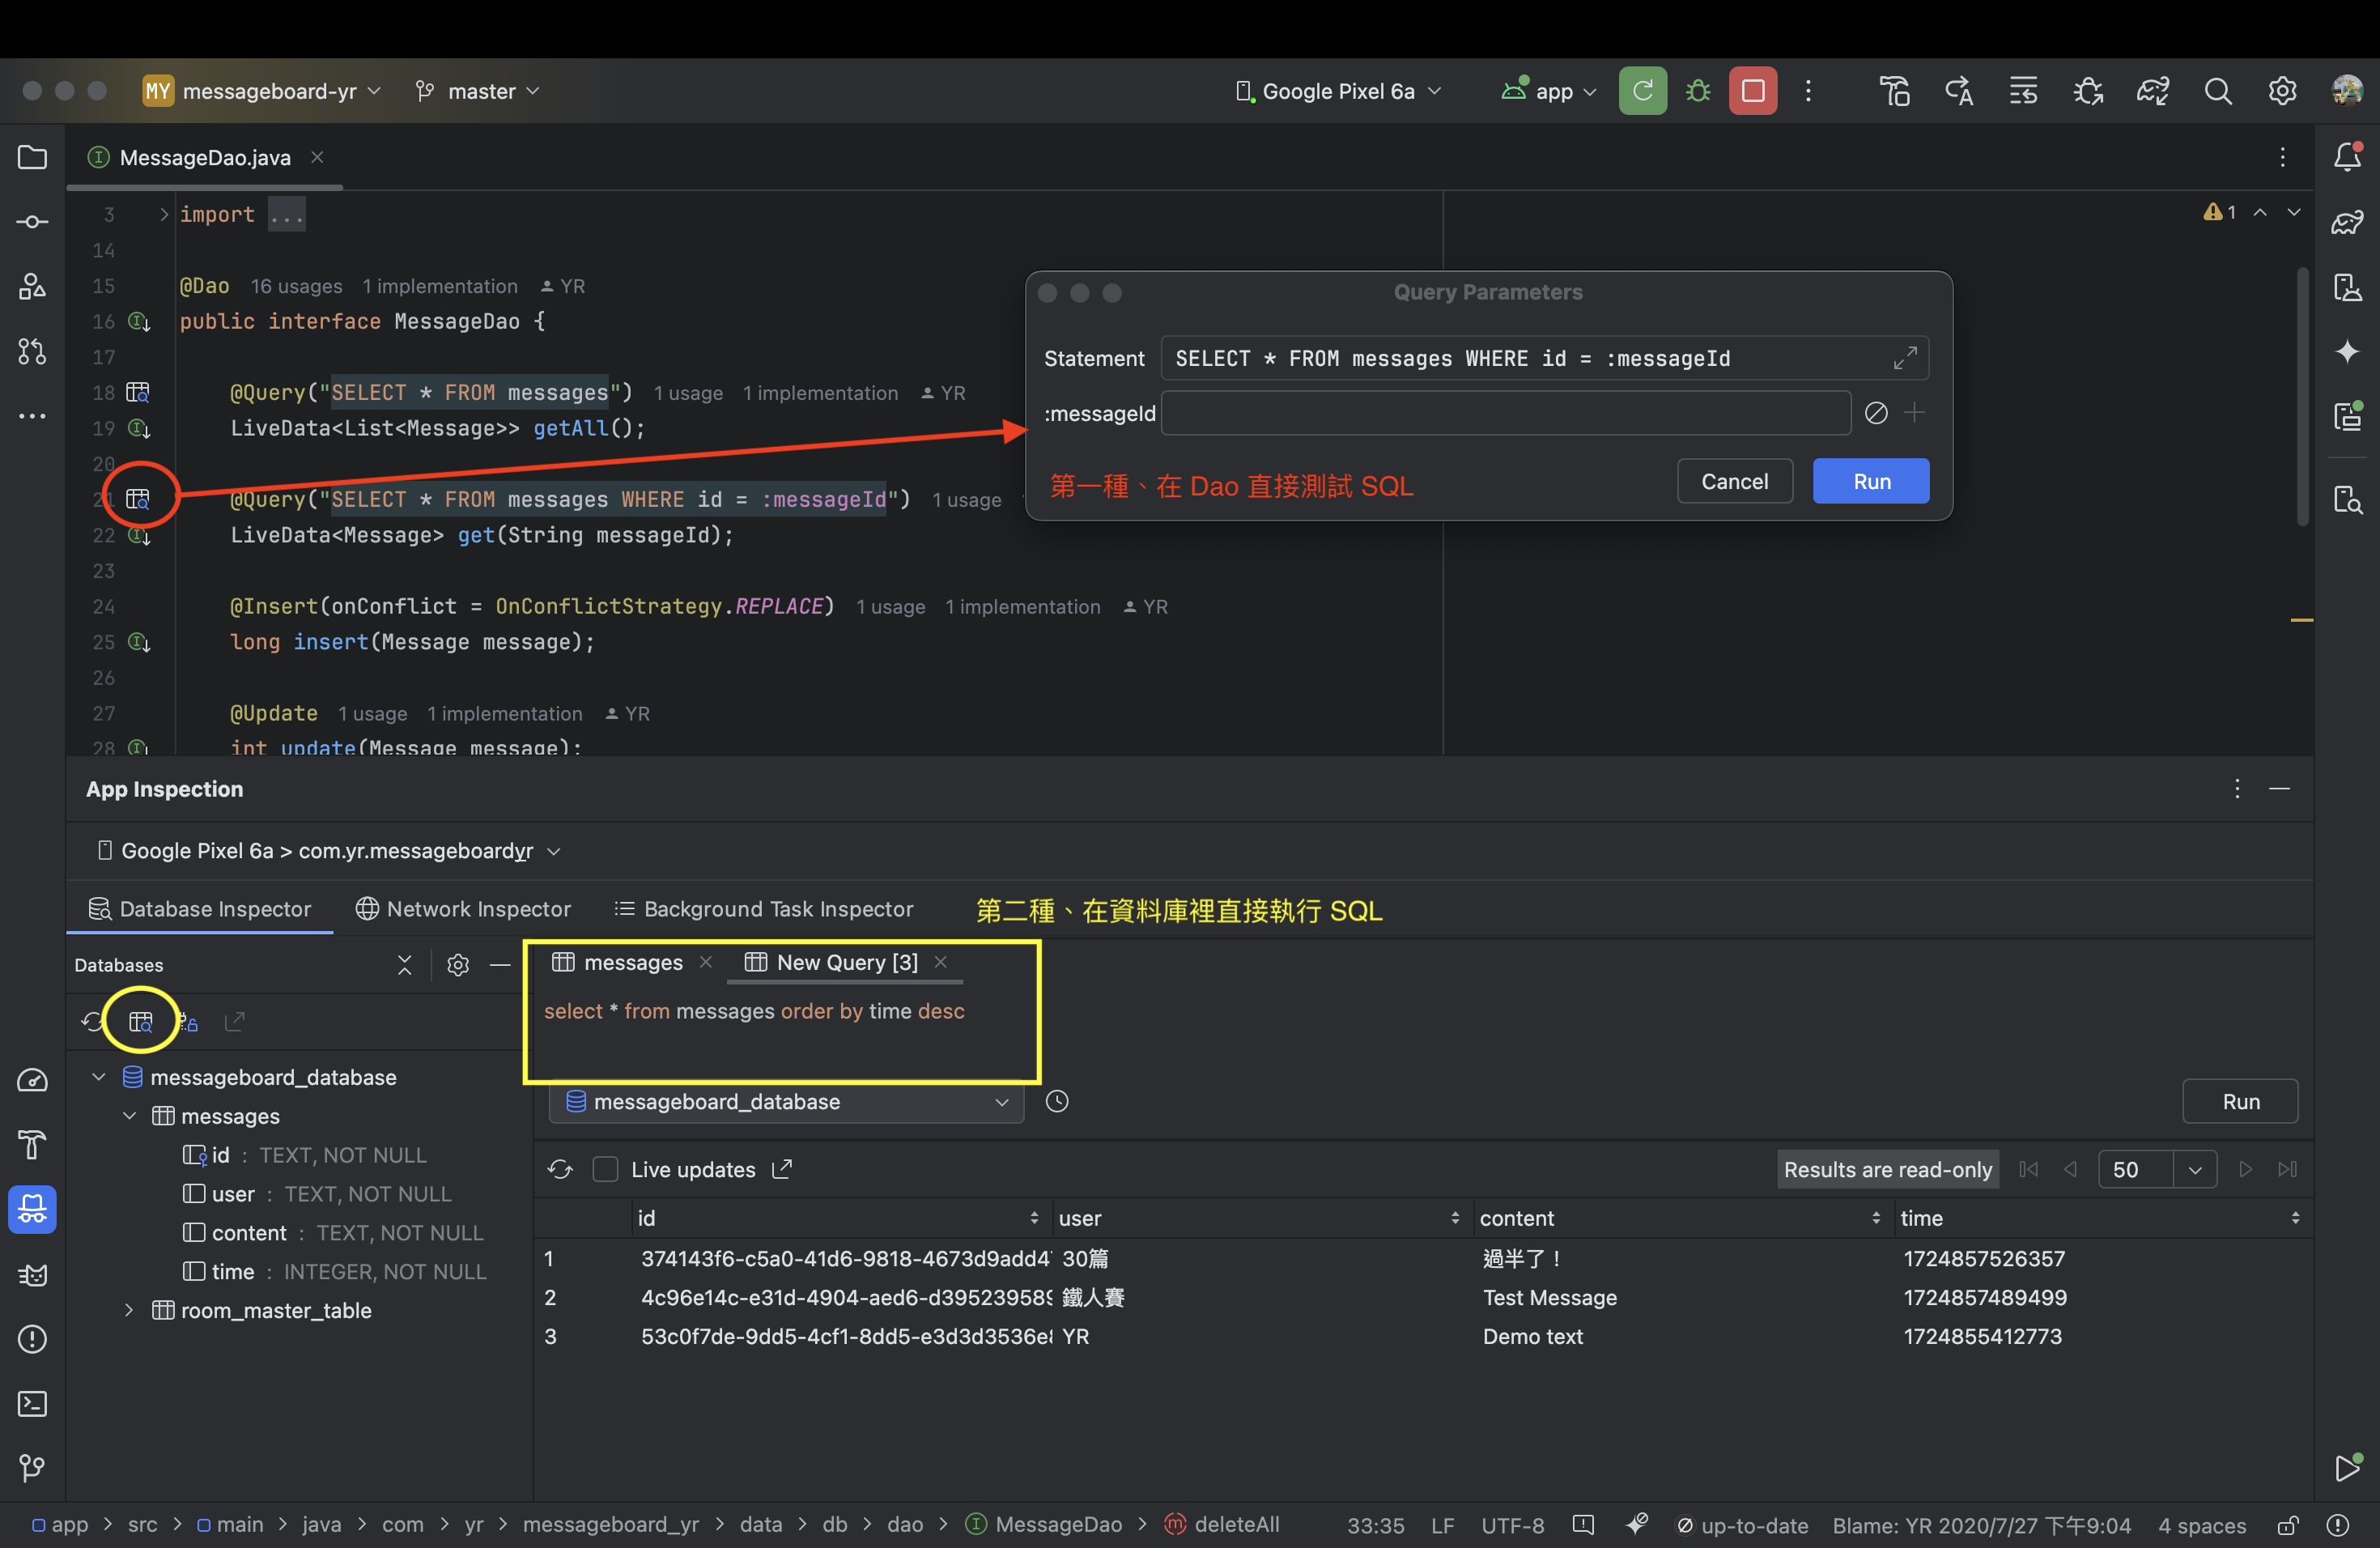 MY messageboard-yr master Google Pixel 6a app
MessageDao.java
3 import ...
1
14
15 @Dao 16 usages 1 implementation YR
16 public interface MessageDao {
17
18 @Query("SELECT * FROM messages") 1 usage 1 implementation YR
19 LiveData<List<Message>> getAll();
20
21 @Query("SELECT * FROM messages WHERE id = :messageId") 1 usage
22 LiveData<Message> get(String messageId);
23
24 @Insert(onConflict = OnConflictStrategy.REPLACE) 1 usage 1 implementation YR
25 long insert(Message message);
26
27 @Update 1 usage 1 implementation YR
28 int update(Message message);
Query Parameters
Statement SELECT * FROM messages WHERE id = :messageId
:messageId
第一種、在 Dao 直接測試 SQL
Cancel Run
App Inspection
Google Pixel 6a > com.yr.messageboardyr
Database Inspector Network Inspector Background Task Inspector
第二種、在資料庫裡直接執行 SQL
Databases
messageboard_database
messages
id : TEXT, NOT NULL
user : TEXT, NOT NULL
content : TEXT, NOT NULL
time : INTEGER, NOT NULL
room_master_table
messages New Query [3]
select * from messages order by time desc
messageboard_database Run
Live updates Results are read-only 50
id user content time
1 374143f6-c5a0-41d6-9818-4673d9add4 30篇 過半了！ 1724857526357
2 4c96e14c-e31d-4904-aed6-d39523958 鐵人賽 Test Message 1724857489499
3 53c0f7de-9dd5-4cf1-8dd5-e3d3d3536e YR Demo text 1724855412773
app > src > main > java > com > yr > messageboard_yr > data > db > dao > MessageDao > deleteAll 33:35 LF UTF-8 up-to-date Blame: YR 2020/7/27 下午9:04 4 spaces